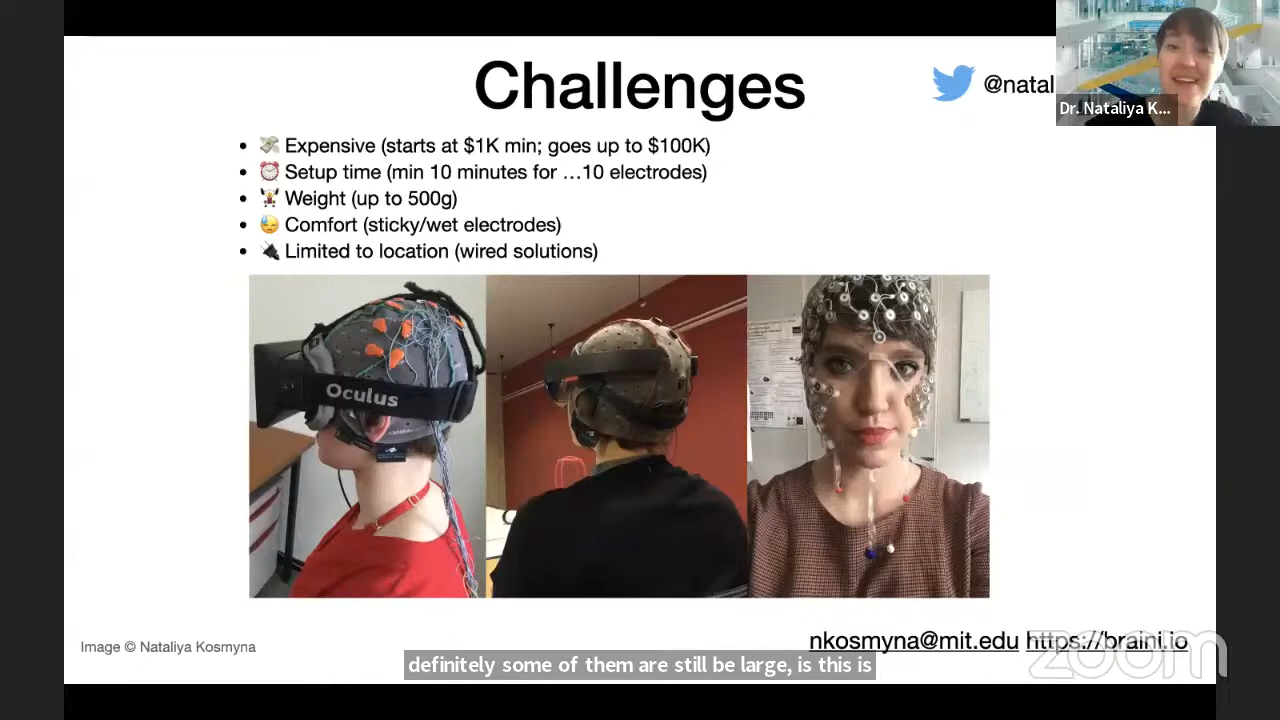 Challenges
@natal
Dr. Nataliya K...
• 💸 Expensive (starts at $1K min; goes up to $100K)
• ⏰ Setup time (min 10 minutes for …10 electrodes)
• 🏋️ Weight (up to 500g)
• 😓 Comfort (sticky/wet electrodes)
• 🔌 Limited to location (wired solutions)
Oculus
Image © Nataliya Kosmyna
nkosmyna@mit.edu https://braini.io
zoom
definitely some of them are still be large, is this is